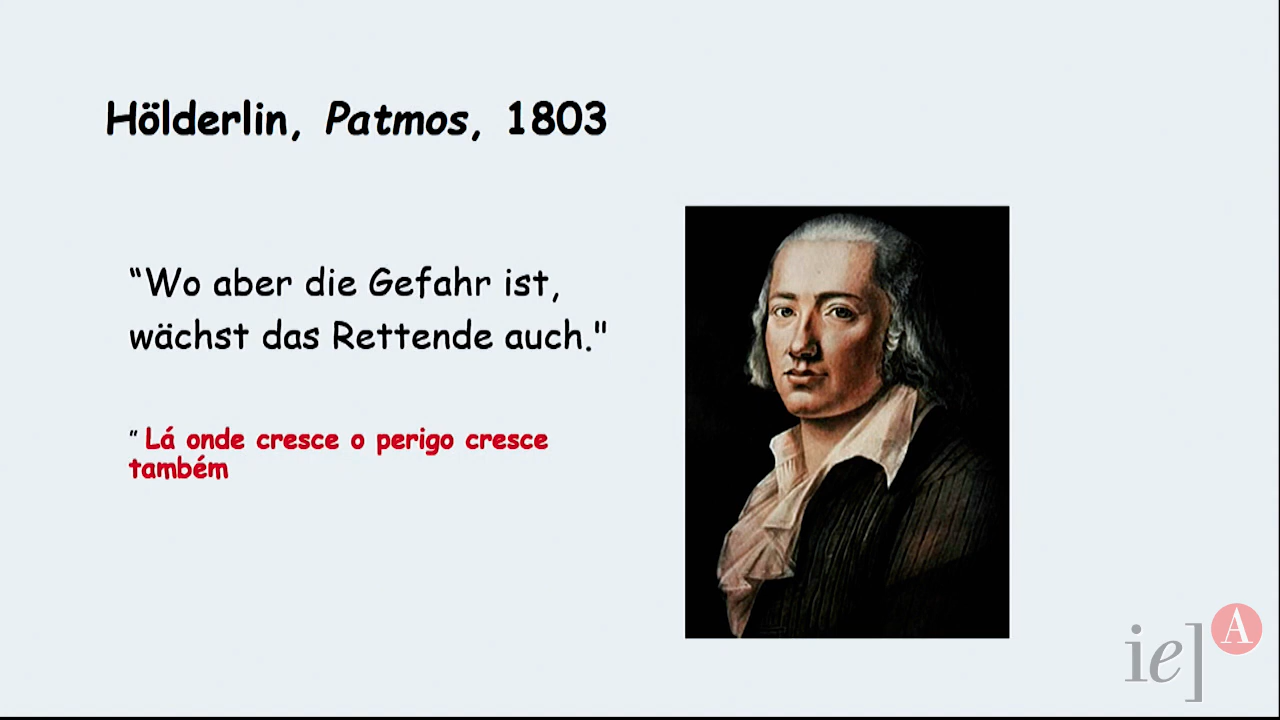 Hölderlin, Patmos, 1803
“Wo aber die Gefahr ist,
wächst das Rettende auch."
” Lá onde cresce o perigo cresce
também
ie] A